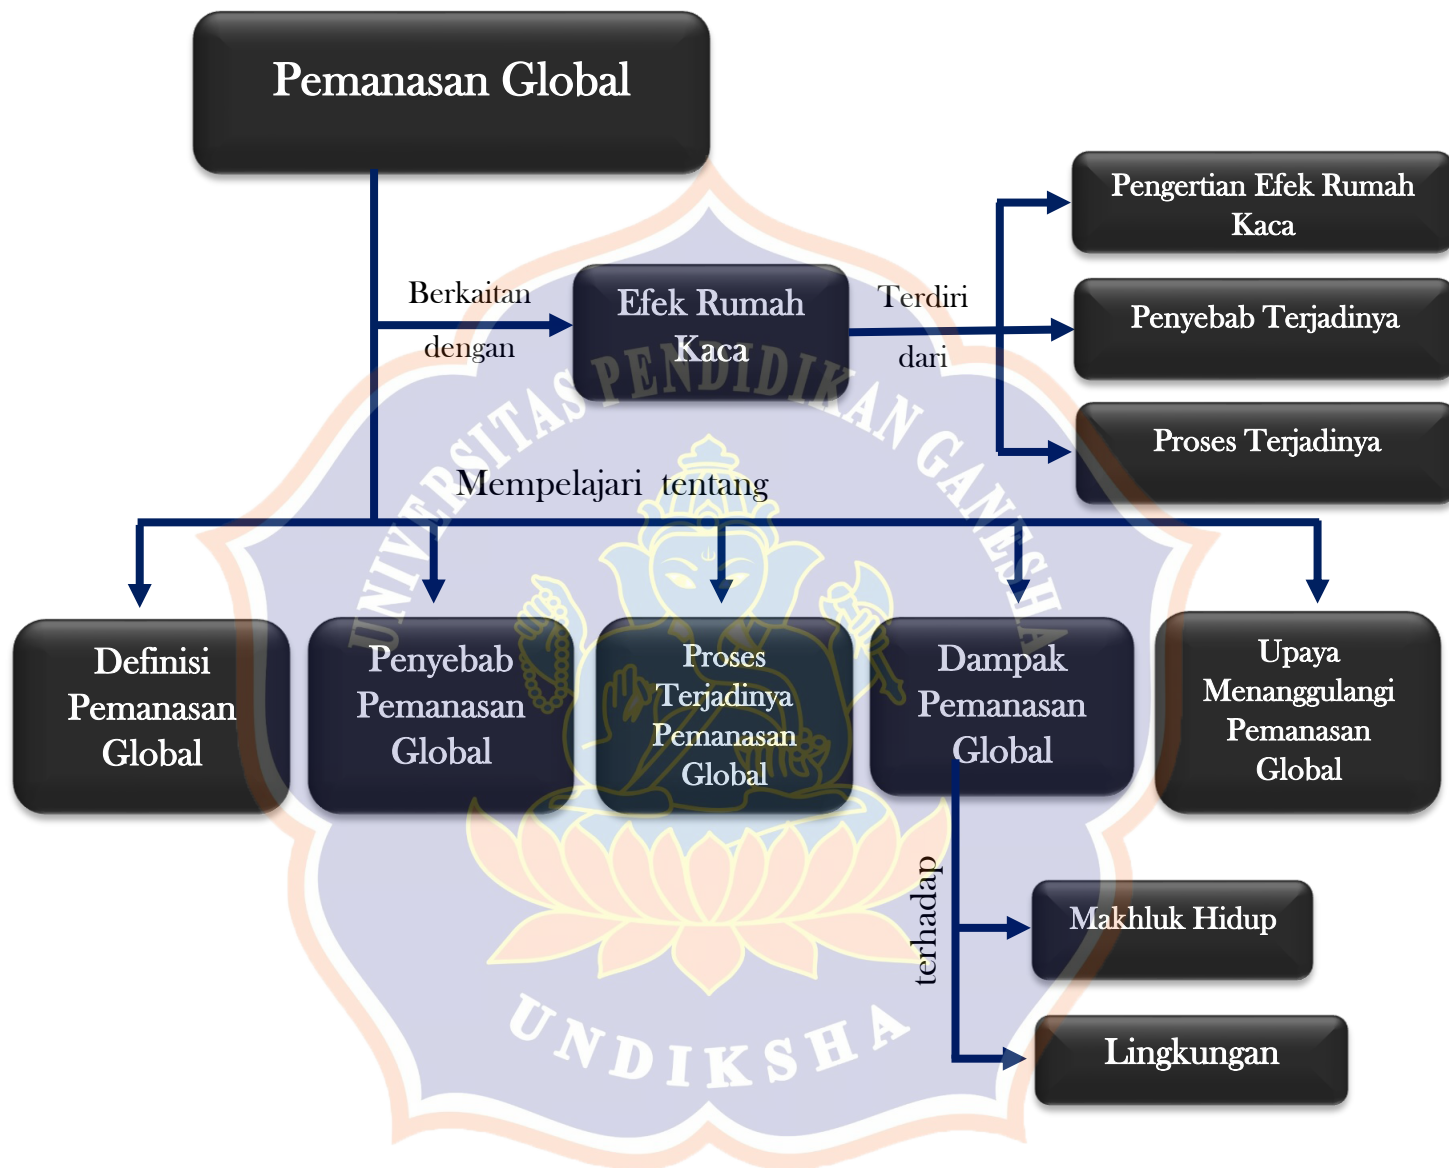 Pemanasan Global
Pengertian Efek Rumah
Kaca
Berkaitan
dengan
Efek Rumah
Kaca
Terdiri
dari
Penyebab Terjadinya
Proses Terjadinya
UNIVERSITAS PENDIDIKAN GANESHA
Mempelajari tentang
Definisi
Pemanasan
Global
Penyebab
Pemanasan
Global
Proses
Terjadinya
Pemanasan
Global
Dampak
Pemanasan
Global
Upaya
Menanggulangi
Pemanasan
Global
terhadap
Makhluk Hidup
Lingkungan
UNDIKSHA